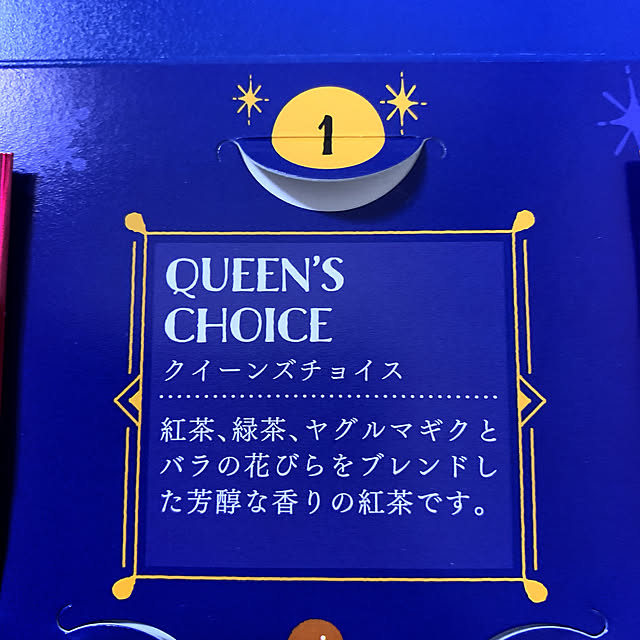 1
QUEEN'S
CHOICE
クイーンズチョイス
紅茶、緑茶、ヤグルマギクと
バラの花びらをブレンドし
た芳醇な香りの紅茶です。